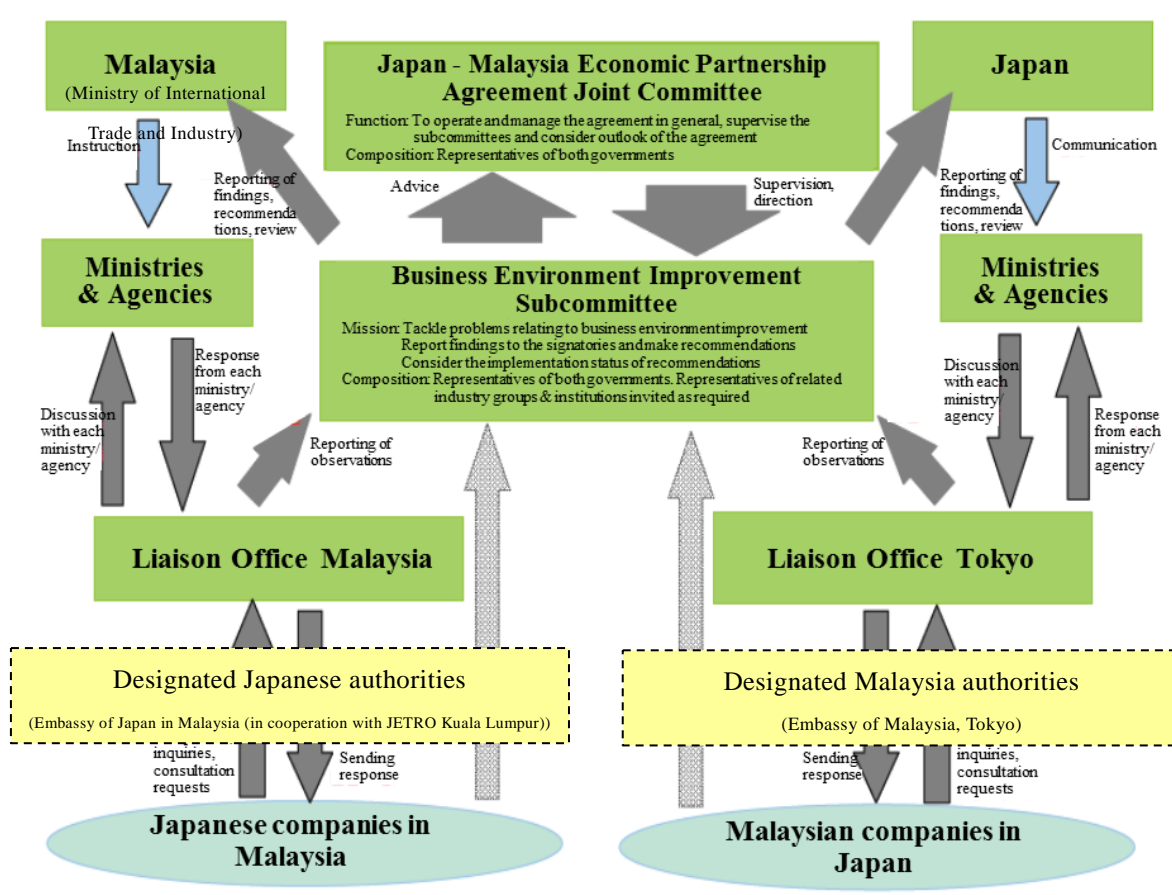 Malaysia
(Ministry of International
Trade and Industry)
Japan - Malaysia Economic Partnership
Agreement Joint Committee
Function: To operate and manage the agreement in general, supervise the
subcommittees and consider outlook of the agreement
Composition: Representatives of both governments
Japan
Instruction
Communication
Reporting of
findings,
recommenda
tions, review
Advice
Supervision,
direction
Reporting of
findings,
recommenda
tions, review
Ministries
& Agencies
Business Environment Improvement
Subcommittee
Mission: Tackle problems relating to business environment improvement
Report findings to the signatories and make recommendations
Consider the implementation status of recommendations
Composition: Representatives of both governments. Representatives of related
industry groups & institutions invited as required
Ministries
& Agencies
Response
from each
ministry/
agency
Discussion
with each
ministry/
agency
Reporting of
observations
Reporting of
observations
Discussion
with each
ministry/
agency
Response
from each
ministry/
agency
Liaison Office Malaysia
Liaison Office Tokyo
Designated Japanese authorities
(Embassy of Japan in Malaysia (in cooperation with JETRO Kuala Lumpur))
Designated Malaysia authorities
(Embassy of Malaysia, Tokyo)
inquiries,
consultation
requests
Sending
response
Sending
response
inquiries,
consultation
requests
Japanese companies in
Malaysia
Malaysian companies in
Japan